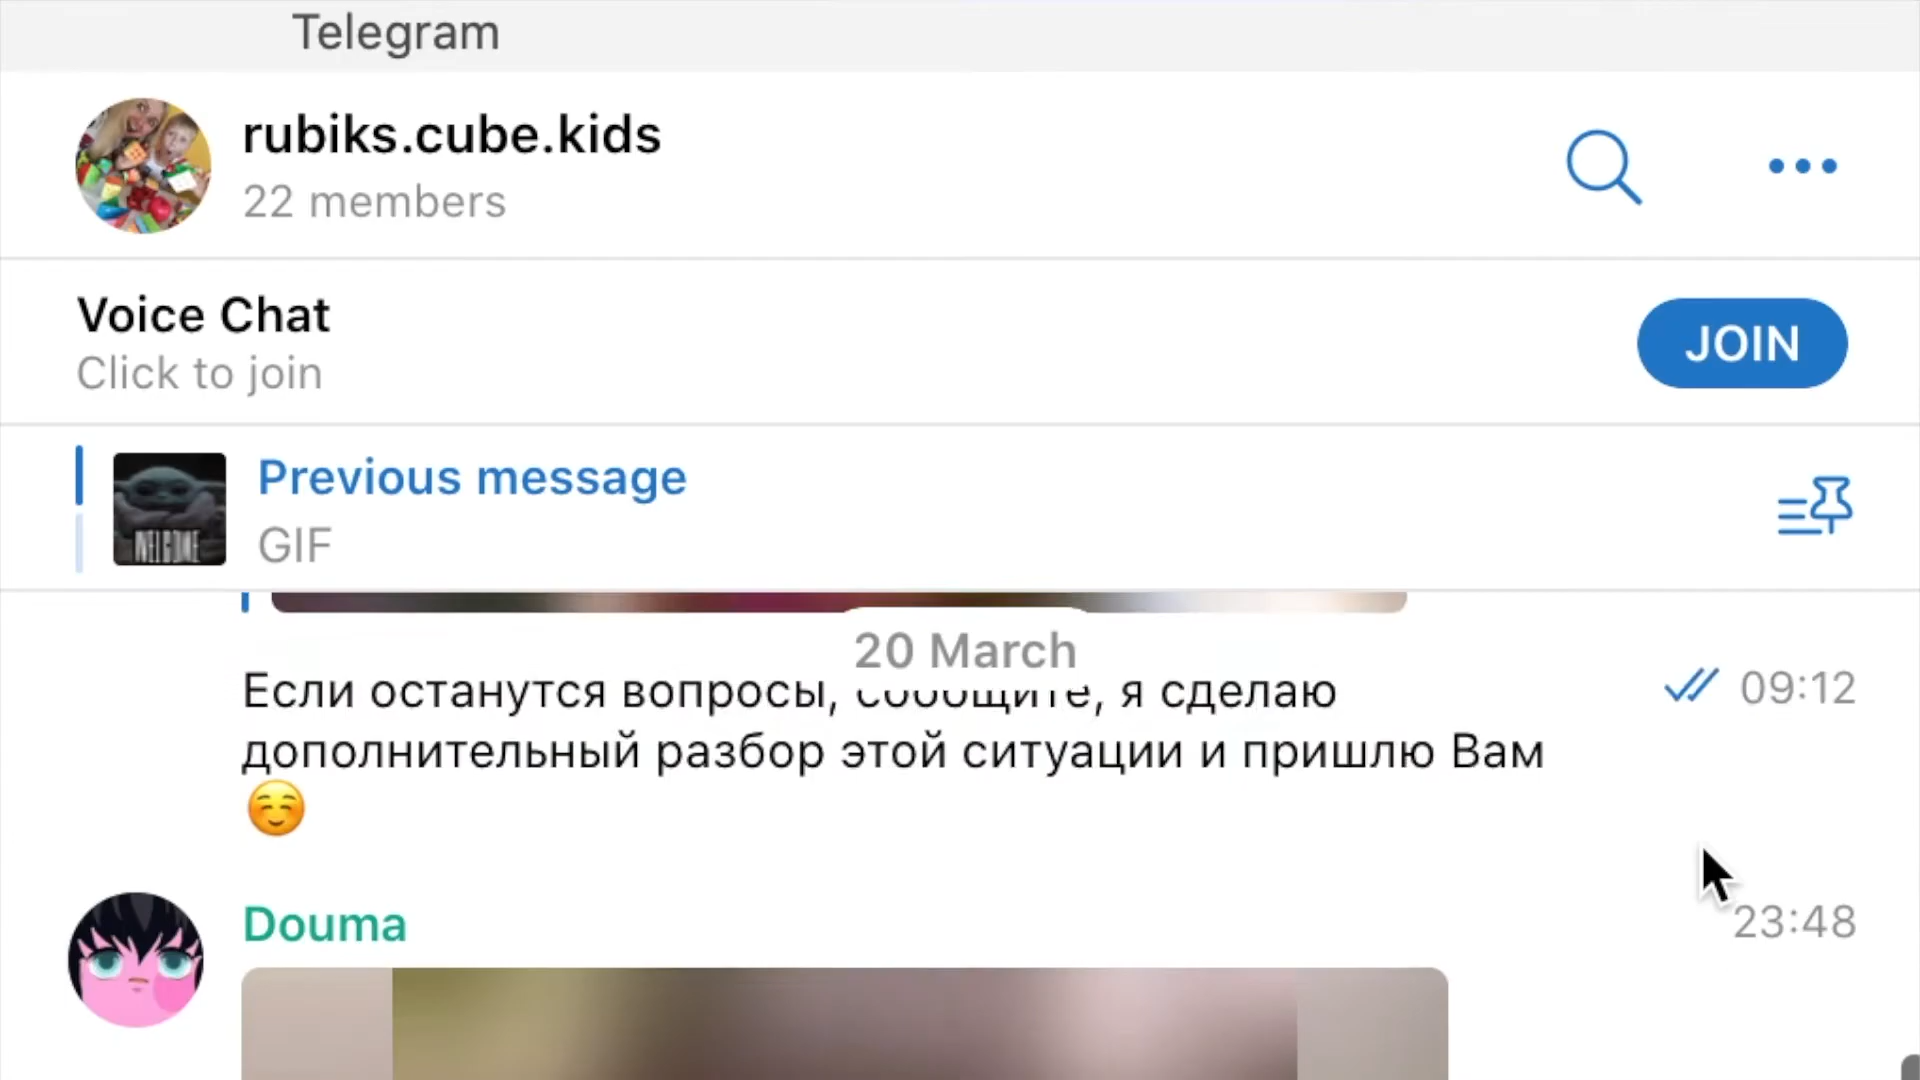 Telegram
rubiks.cube.kids
22 members
Voice Chat
Click to join
JOIN
Previous message
GIF
WELCOME
20 March
Если останутся вопросы, сообщите, я сделаю
09:12
дополнительный разбор этой ситуации и пришлю Вам
☺️
Douma
23:48